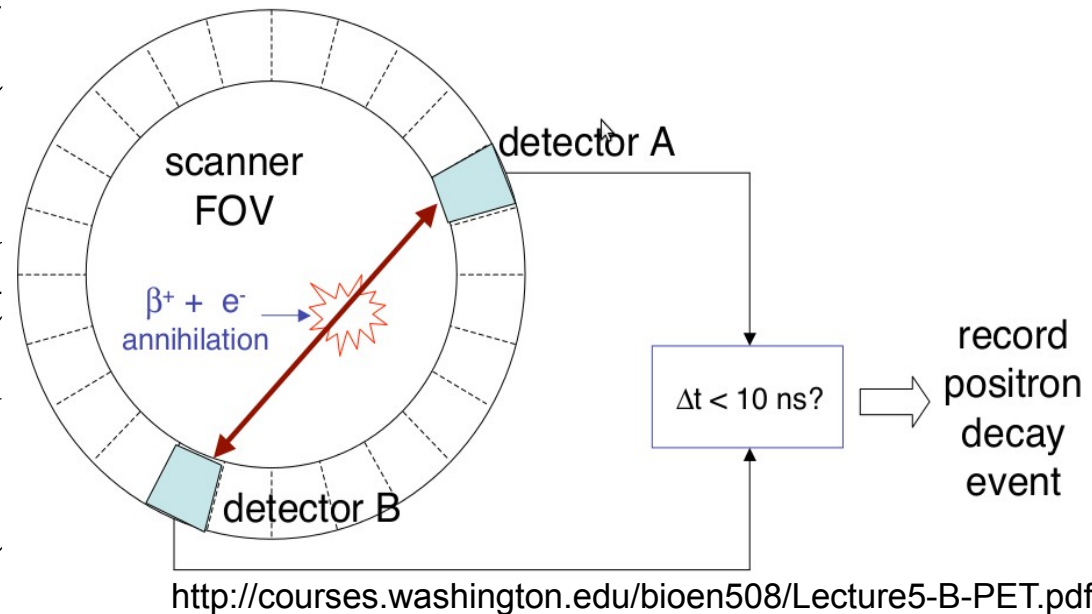 scanner
FOV
detector A
β+ + e-
annihilation
detector B
Δt < 10 ns?
record
positron
decay
event
http://courses.washington.edu/bioen508/Lecture5-B-PET.pdf